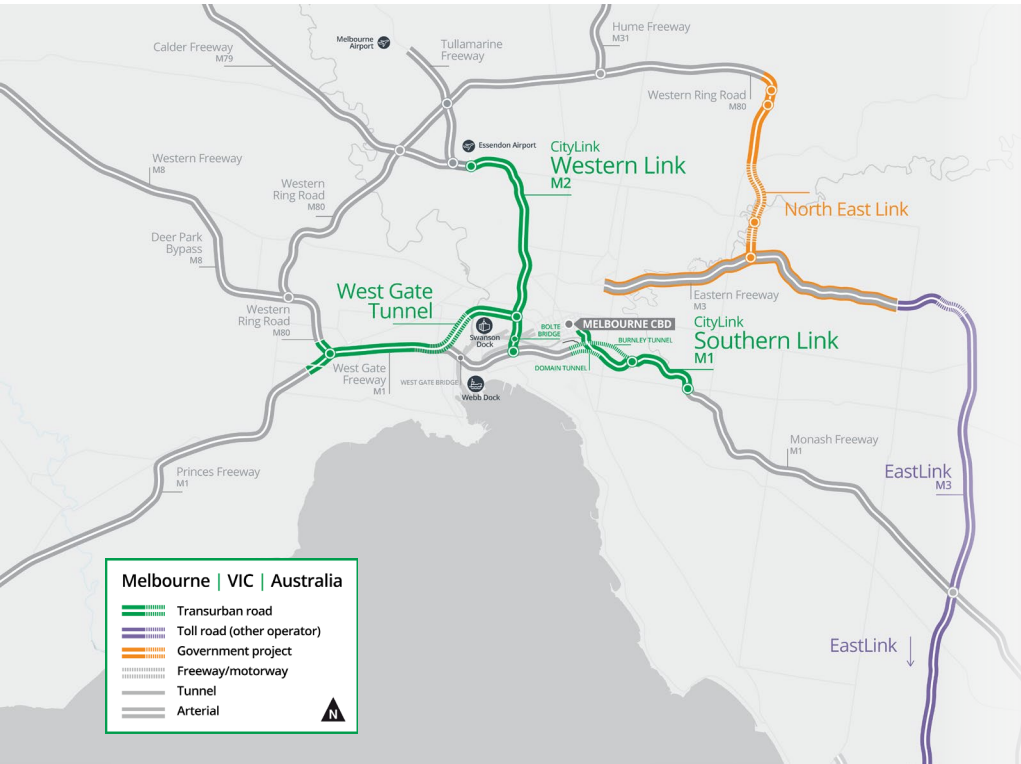 Hume Freeway
M31
Melbourne
Airport
Tullamarine
Freeway
Calder Freeway
M79
Western Ring Road
M80
Essendon Airport
CityLink
Western Link
M2
Western Freeway
M8
Western
Ring Road
M80
North East Link
Deer Park
Bypass
M8
West Gate
Tunnel
Eastern Freeway
M3
Western
Ring Road
M80
Swanson
Dock
BOLTE
BRIDGE
MELBOURNE CBD
CityLink
Southern Link
M1
BURNLEY TUNNEL
DOMAIN TUNNEL
West Gate
Freeway
M1
WEST GATE BRIDGE
Webb Dock
Monash Freeway
M1
Princes Freeway
M1
EastLink
M3
Melbourne | VIC | Australia
Transurban road
Toll road (other operator)
Government project
Freeway/motorway
Tunnel
Arterial
N
EastLink